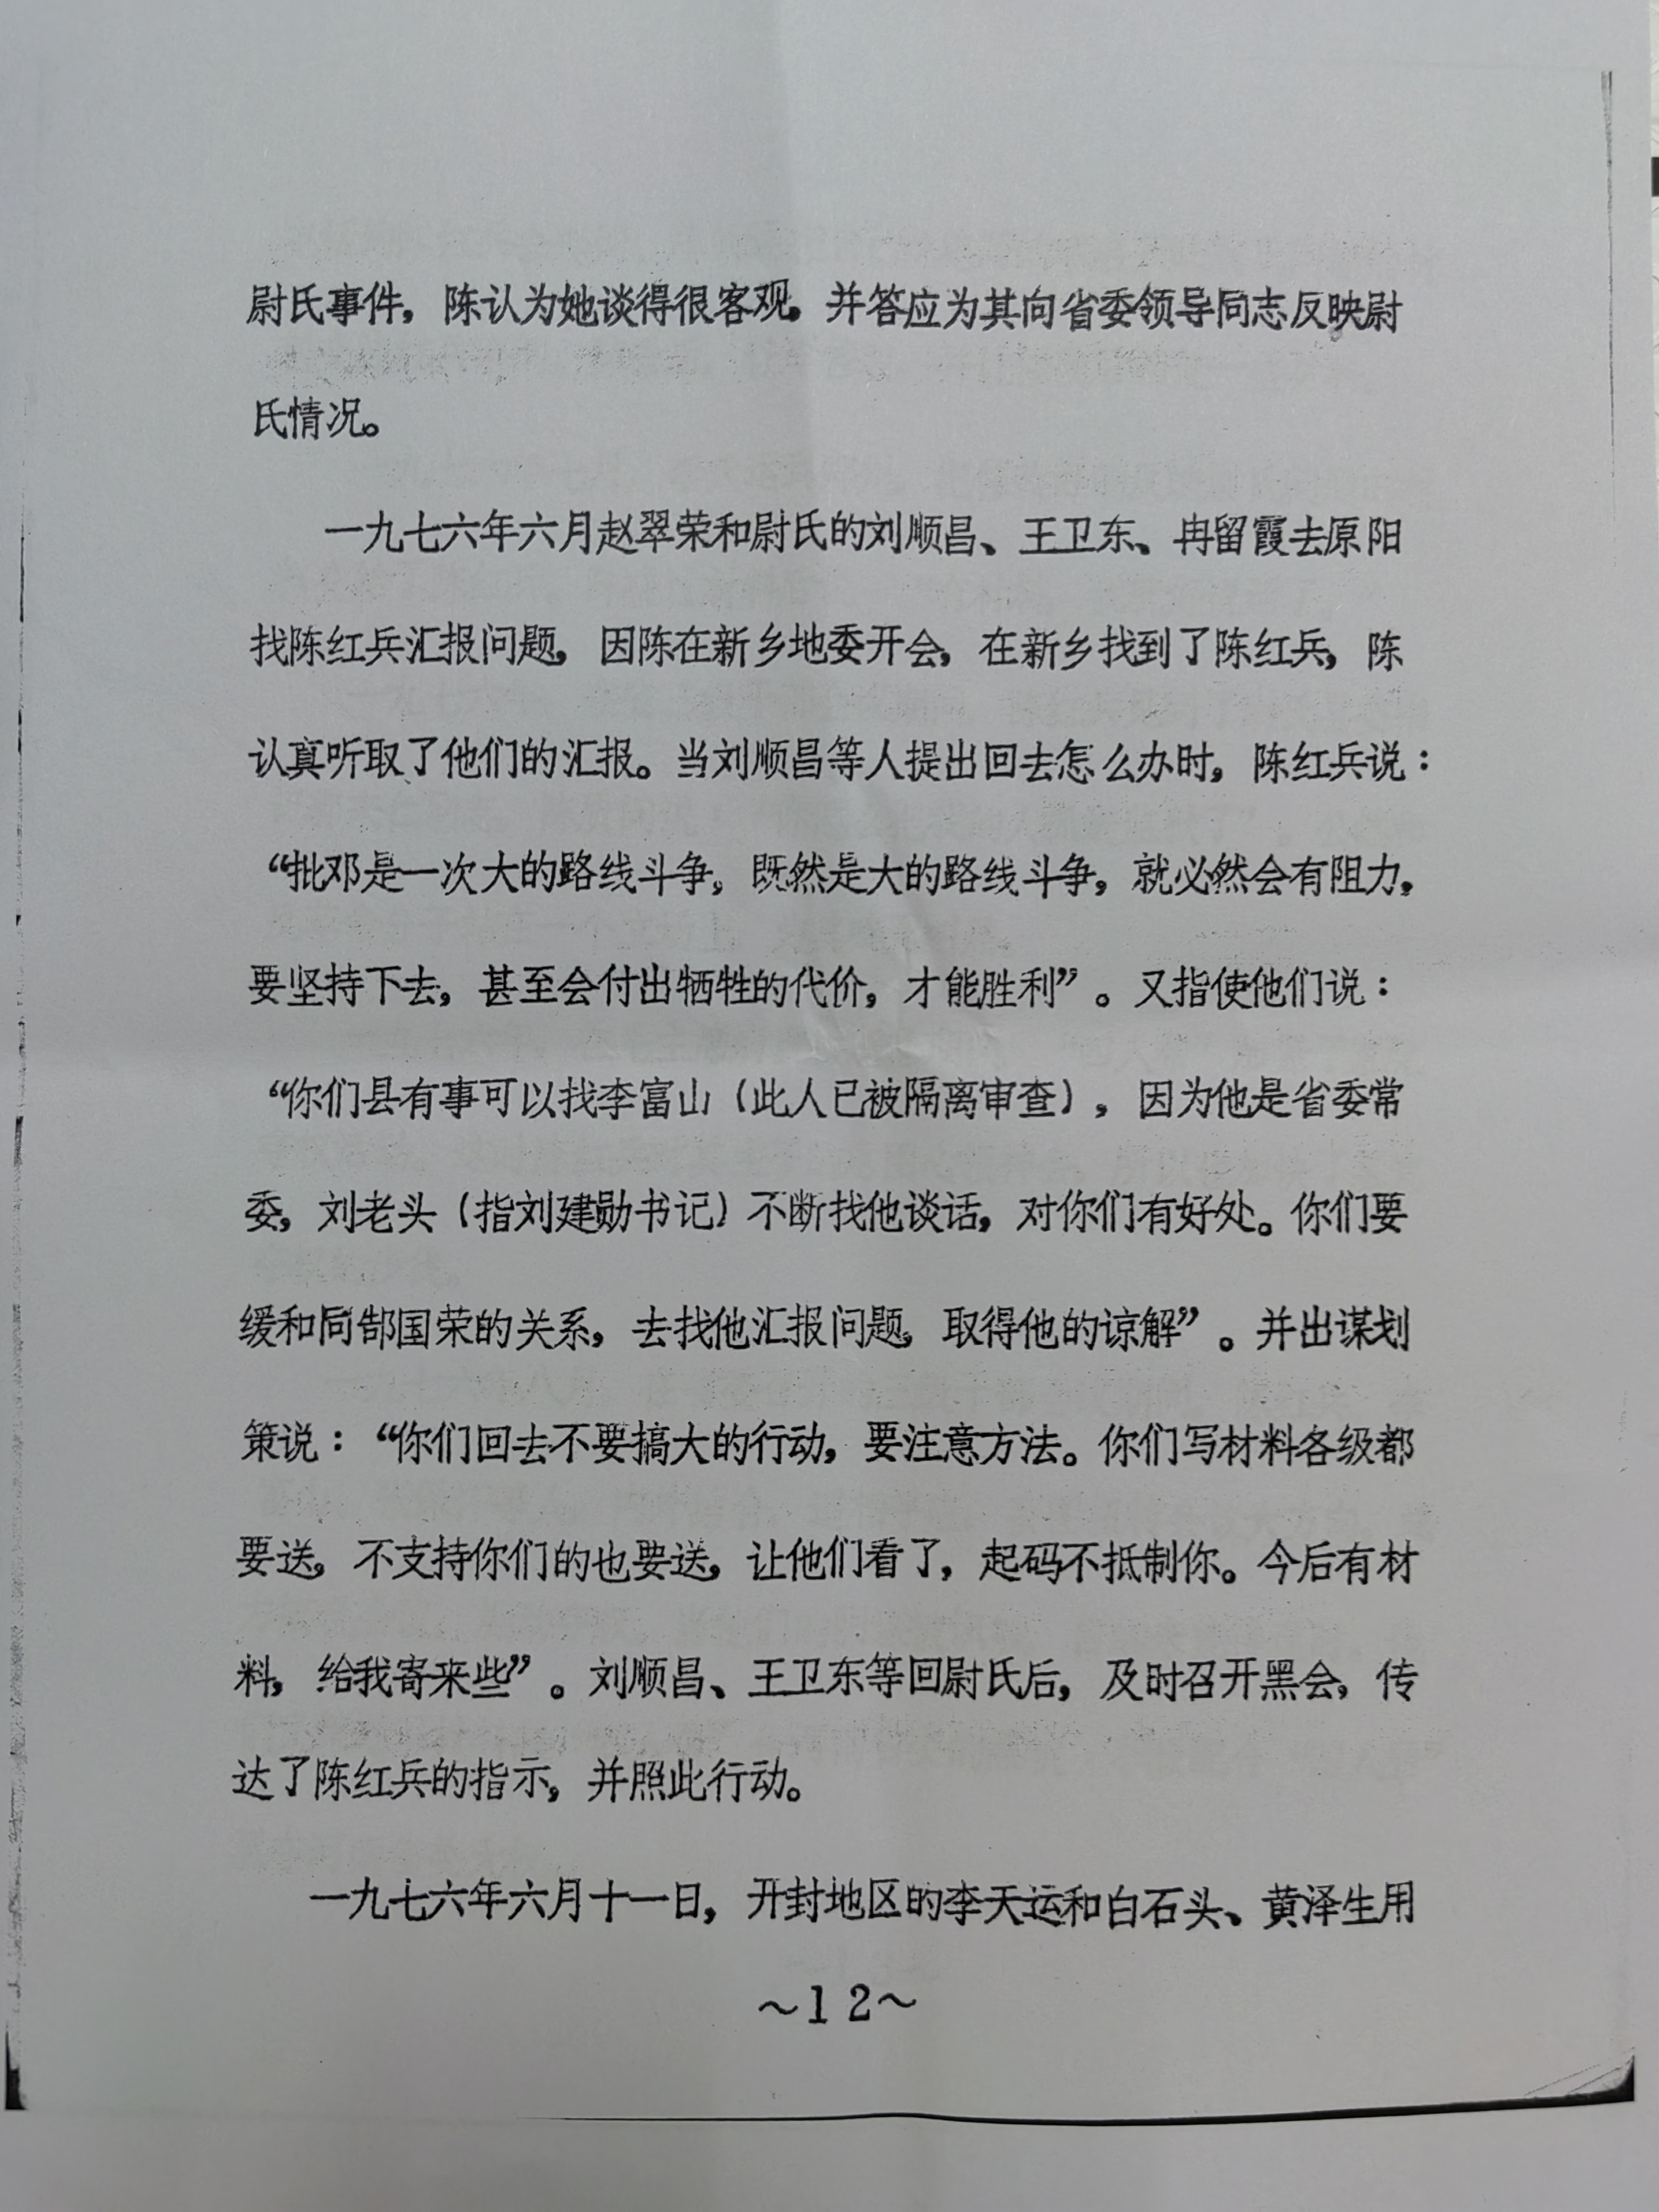 尉氏事件，陈认为她谈得很客观，并答应为其向省委领导同志反映尉
氏情况。
一九七六年六月赵翠荣和尉氏的刘顺昌、王卫东、冉留霞去原阳
找陈红兵汇报问题，因陈在新乡地委开会，在新乡找到了陈红兵，陈
认真听取了他们的汇报。当刘顺昌等人提出回去怎么办时，陈红兵说：
“批邓是一次大的路线斗争，既然是大的路线斗争，就必然会有阻力，
要坚持下去，甚至会付出牺牲的代价，才能胜利”。又指使他们说：
“你们县有事可以找李富山（此人已被隔离审查），因为他是省委常
委，刘老头（指刘建勋书记）不断找他谈话，对你们有好处。你们要
缓和同郜国荣的关系，去找他汇报问题，取得他的谅解”。并出谋划
策说：“你们回去不要搞大的行动，要注意方法。你们写材料各级都
要送，不支持你们的也要送，让他们看了，起码不抵制你。今后有材
料，给我寄来些”。刘顺昌、王卫东等回尉氏后，及时召开黑会，传
达了陈红兵的指示，并照此行动。
一九七六年六月十一日，开封地区的李天运和白石头、黄泽生用
～12～